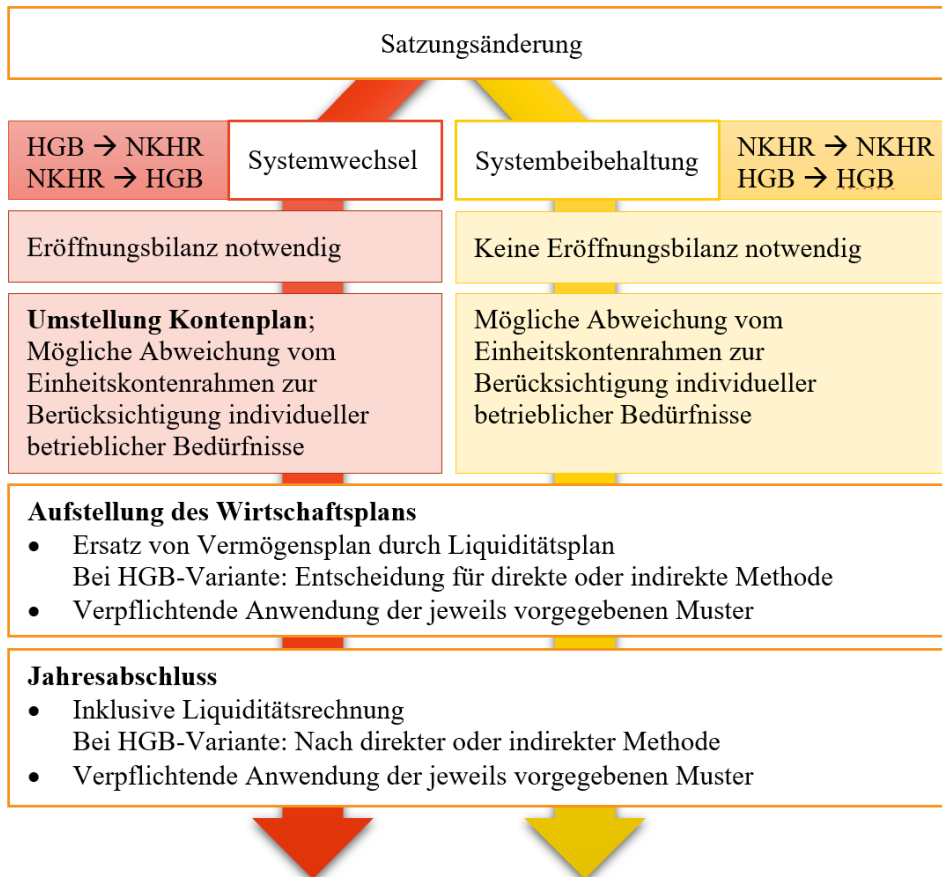 Satzungsänderung
HGB → NKHR
NKHR → HGB
Systemwechsel
Systembeibehaltung
NKHR → NKHR
HGB → HGB
Eröffnungsbilanz notwendig
Keine Eröffnungsbilanz notwendig
Umstellung Kontenplan;
Mögliche Abweichung vom
Einheitskontenrahmen zur
Berücksichtigung individueller
betrieblicher Bedürfnisse
Mögliche Abweichung vom
Einheitskontenrahmen zur
Berücksichtigung individueller
betrieblicher Bedürfnisse
Aufstellung des Wirtschaftsplans
• Ersatz von Vermögensplan durch Liquiditätsplan
Bei HGB-Variante: Entscheidung für direkte oder indirekte Methode
• Verpflichtende Anwendung der jeweils vorgegebenen Muster
Jahresabschluss
• Inklusive Liquiditätsrechnung
Bei HGB-Variante: Nach direkter oder indirekter Methode
• Verpflichtende Anwendung der jeweils vorgegebenen Muster